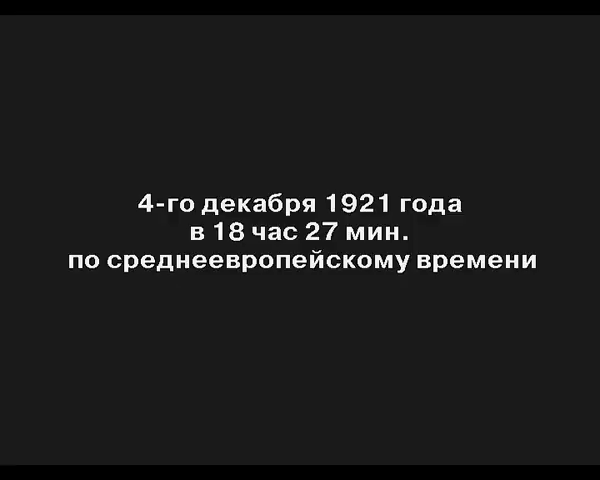 4-го декабря 1921 года
в 18 час 27 мин.
по среднеевропейскому времени